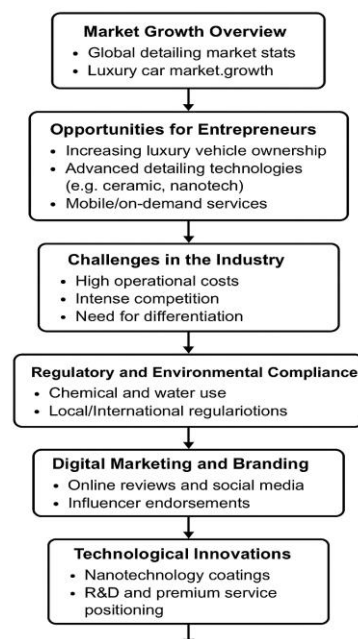 Market Growth Overview
• Global detailing market stats
• Luxury car market.growth
Opportunities for Entrepreneurs
• Increasing luxury vehicle ownership
• Advanced detailing technologies
(e.g. ceramic, nanotech)
• Mobile/on-demand services
Challenges in the Industry
• High operational costs
• Intense competition
• Need for differentiation
Regulatory and Environmental Compliance
• Chemical and water use
• Local/International regulariotions
Digital Marketing and Branding
• Online reviews and social media
• Influencer endorsements
Technological Innovations
• Nanotechnology coatings
• R&D and premium service
positioning